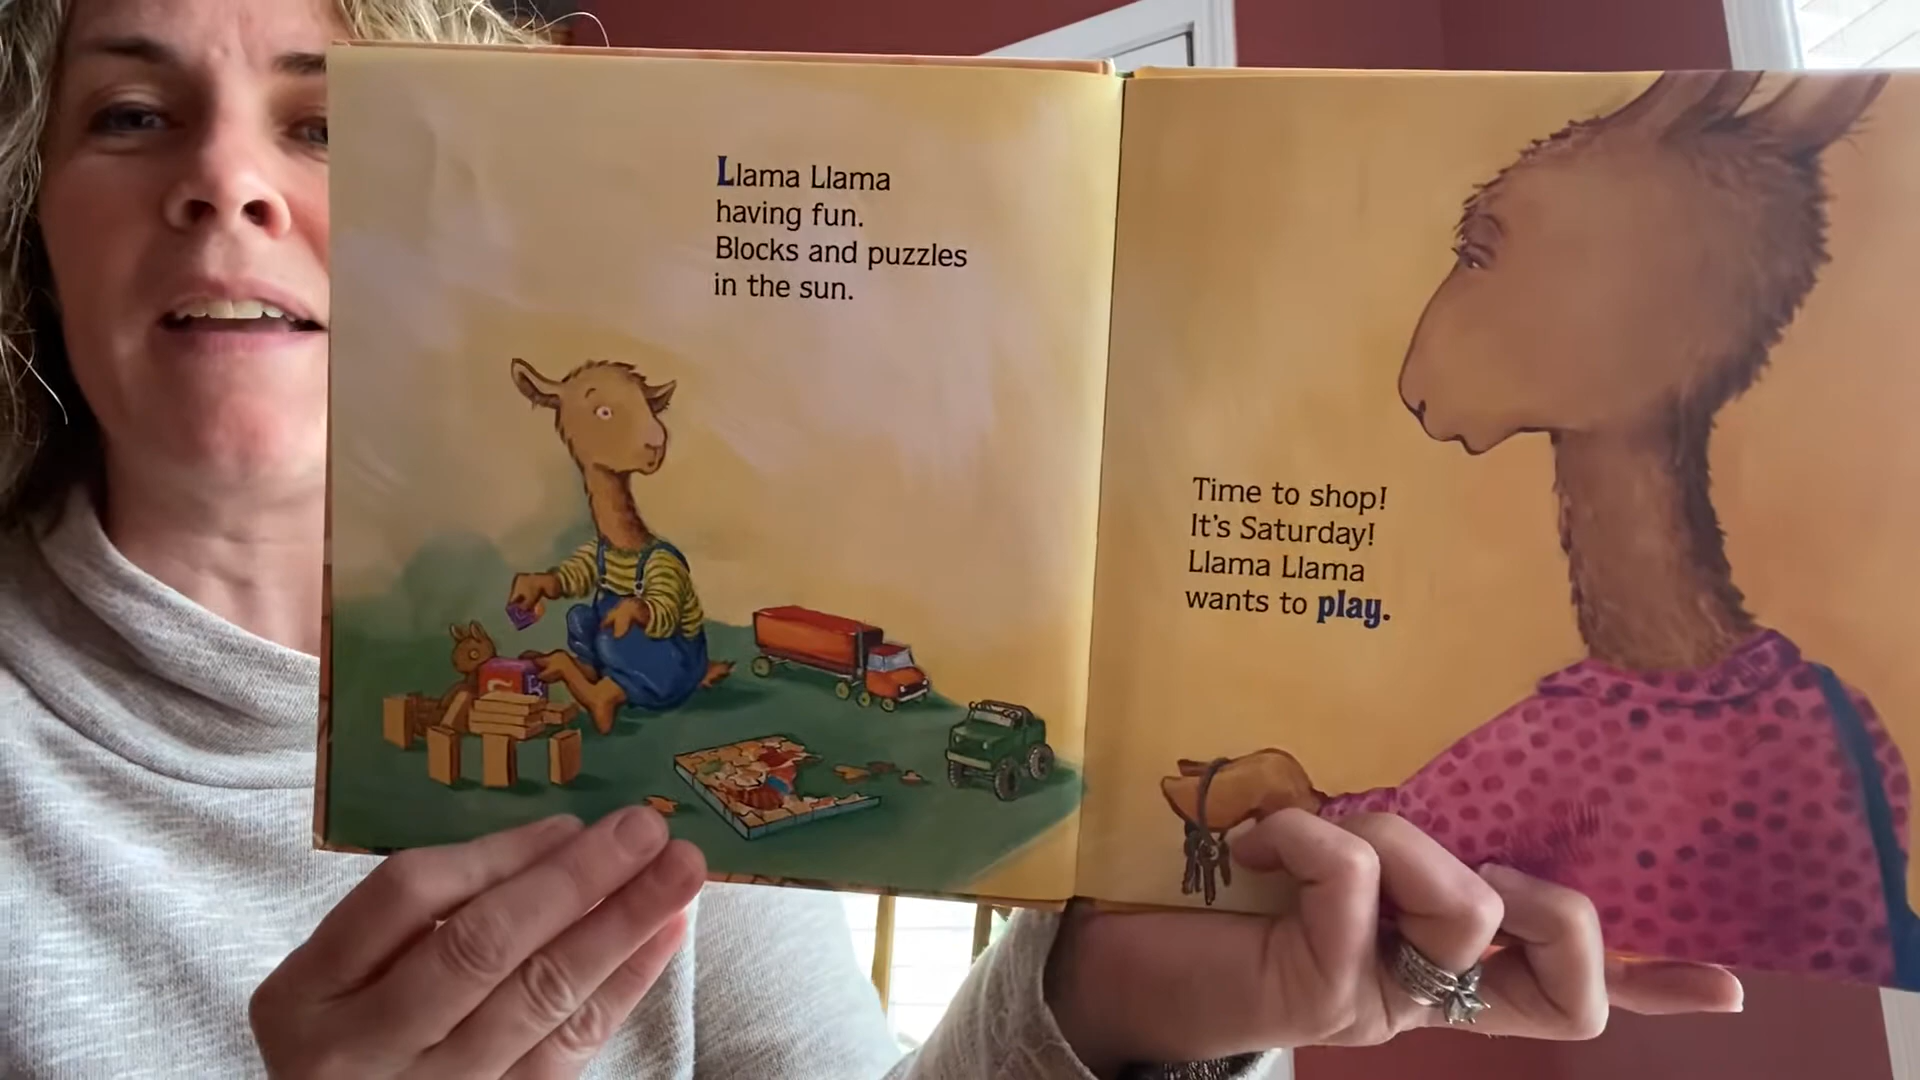 Llama Llama
having fun.
Blocks and puzzles
in the sun.
Time to shop!
It's Saturday!
Llama Llama
wants to play.